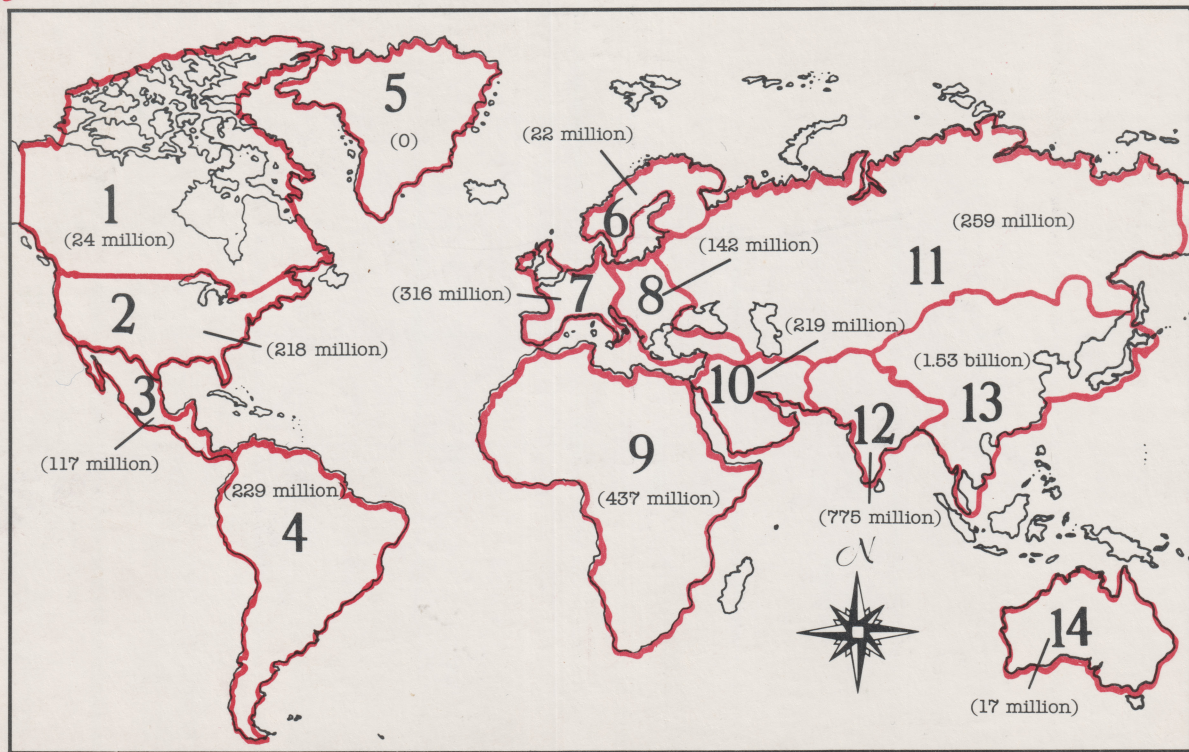 1
(24 million)
2
(218 million)
3
(117 million)
4
(229 million)
5
(0)
6
(22 million)
7
(316 million)
8
(142 million)
9
(437 million)
10
(219 million)
11
(259 million)
12
(775 million)
13
(1.53 billion)
14
(17 million)
N